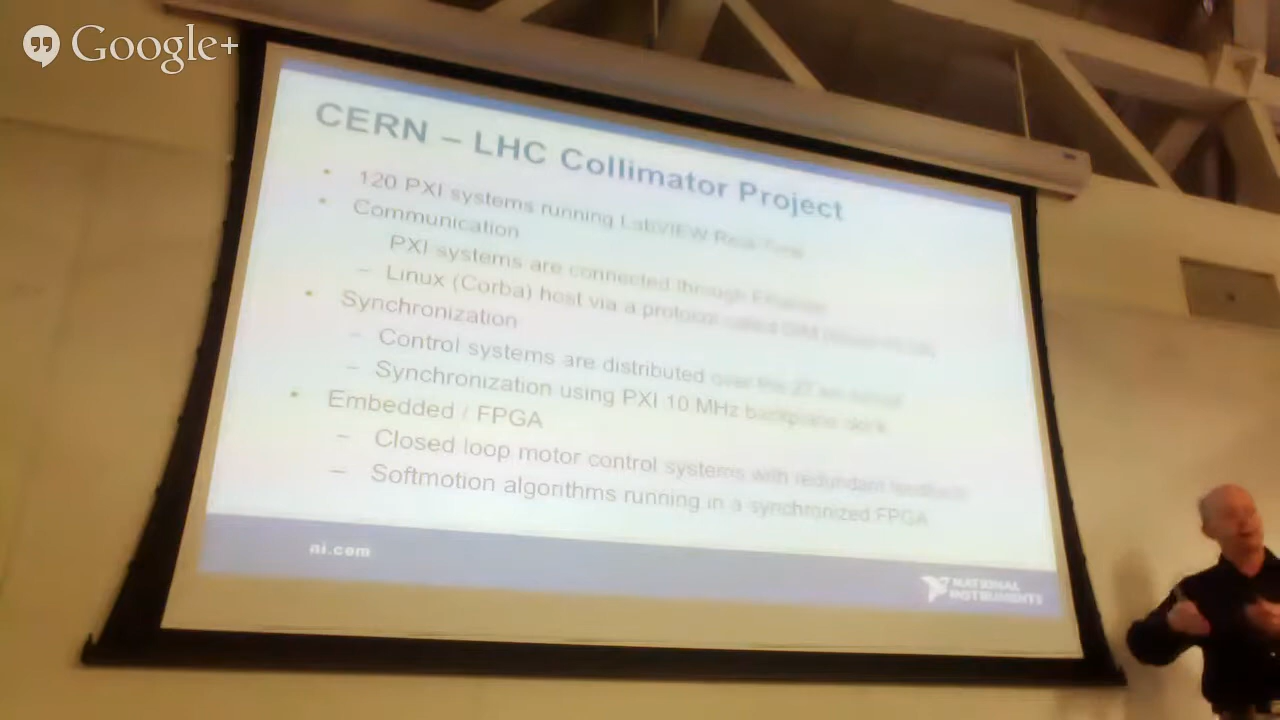 Google+
CERN – LHC Collimator Project
• 120 PXI systems running LabVIEW Real-Time
• Communication
PXI systems are connected through Ethernet
– Linux (Corba) host via a protocol called DIM
• Synchronization
– Control systems are distributed over the 27 km tunnel
– Synchronization using PXI 10 MHz backplane clock
• Embedded / FPGA
– Closed loop motor control systems with redundant feedback
– Softmotion algorithms running in a synchronized FPGA
ni.com
NATIONAL
INSTRUMENTS